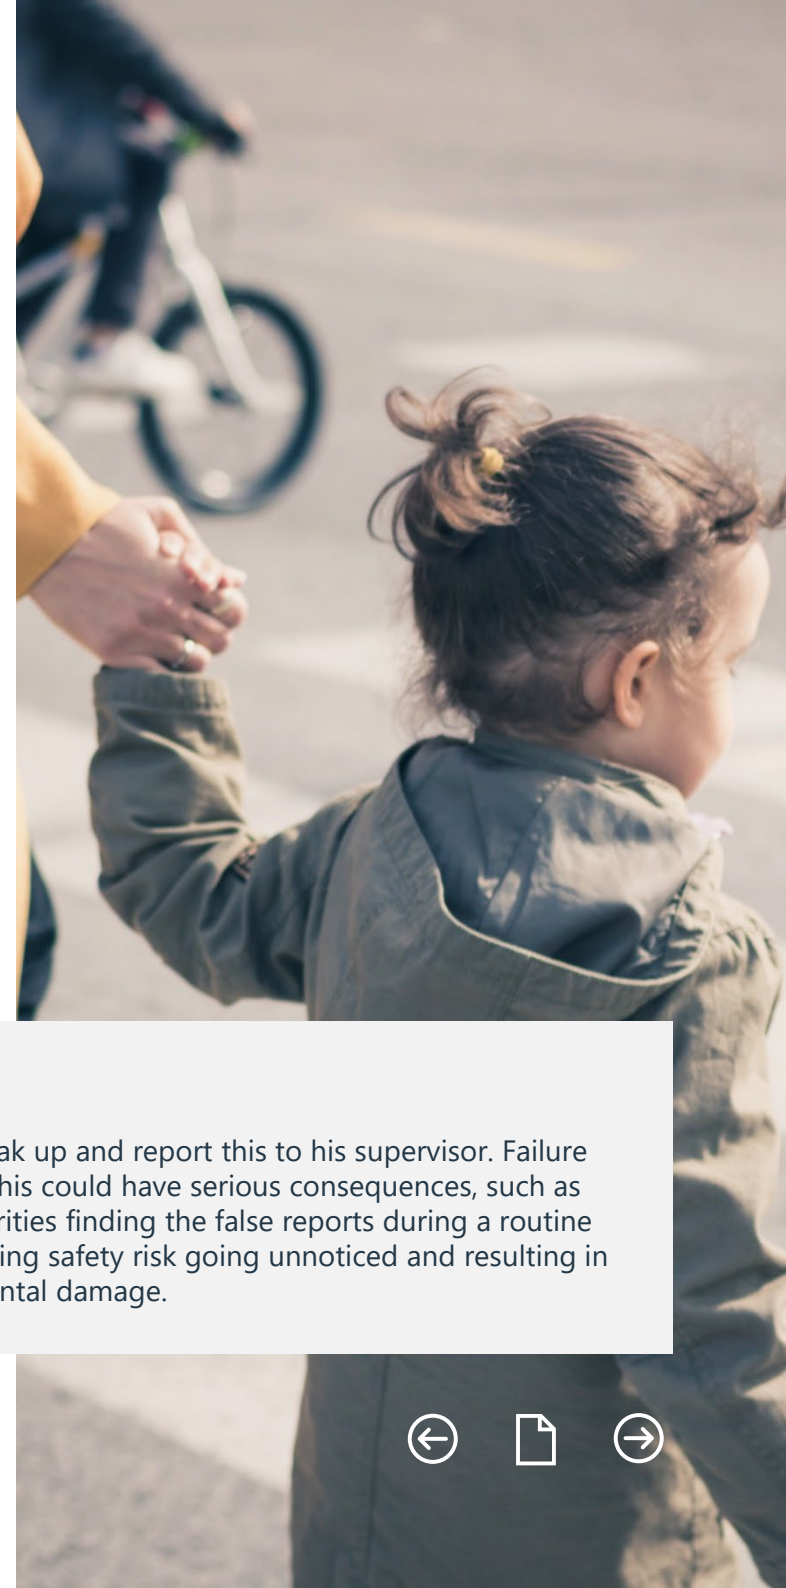 ak up and report this to his supervisor. Failure
his could have serious consequences, such as
rities finding the false reports during a routine
ing safety risk going unnoticed and resulting in
ntal damage.